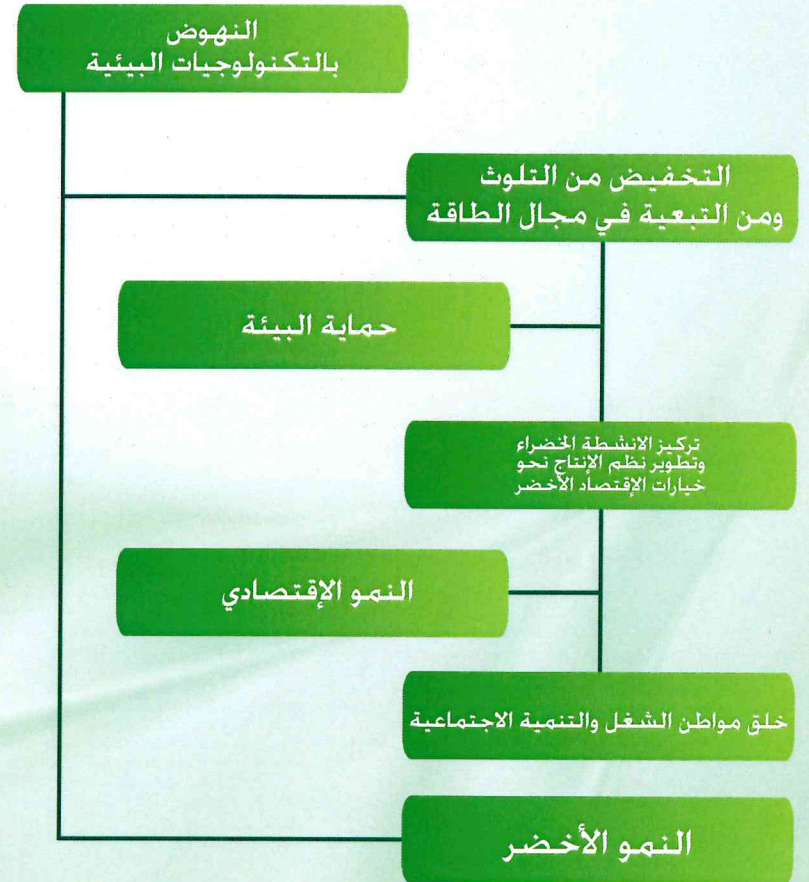 النهوض
بالتكنولوجيات البيئية
التخفيض من التلوث
ومن التبعية في مجال الطاقة
حماية البيئة
تركيز الانشطة الخضراء
وتطوير نظم الإنتاج نحو
خيارات الإقتصاد الأخضر
النمو الإقتصادي
خلق مواطن الشغل والتنمية الاجتماعية
النمو الأخضر